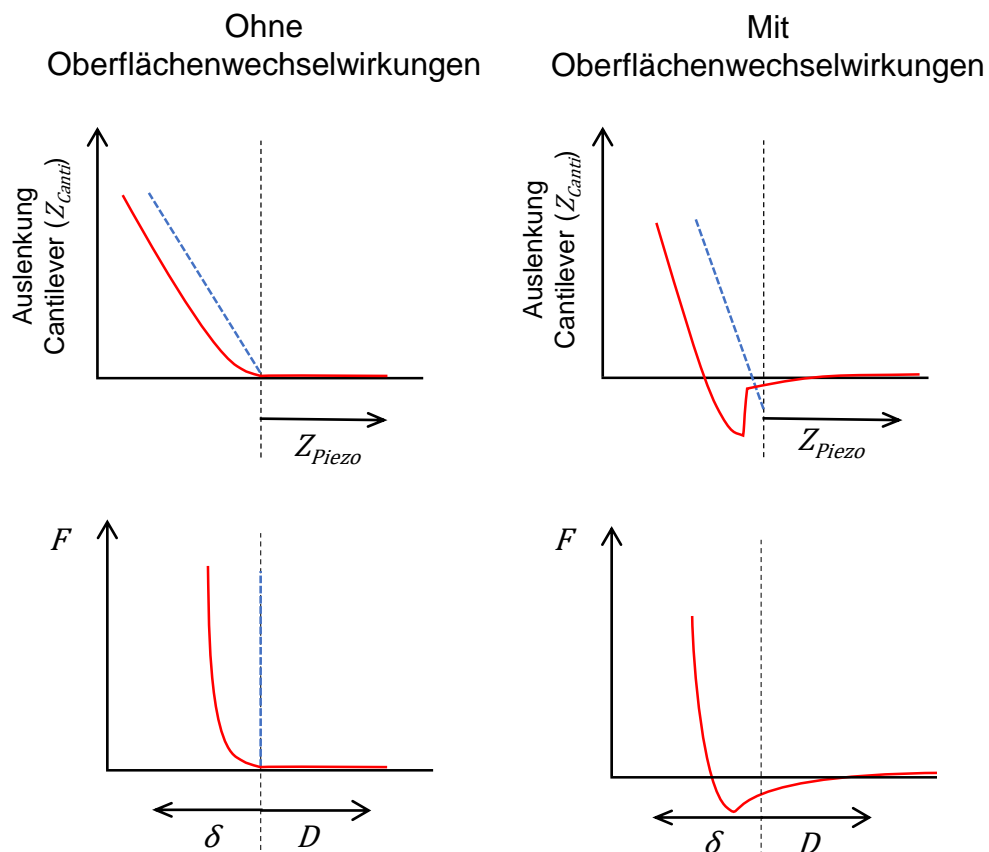 Ohne
Oberflächenwechselwirkungen
Mit
Oberflächenwechselwirkungen
Auslenkung
Cantilever (Z_Canti)
Z_Piezo
Auslenkung
Cantilever (Z_Canti)
Z_Piezo
F
δ
D
F
δ
D